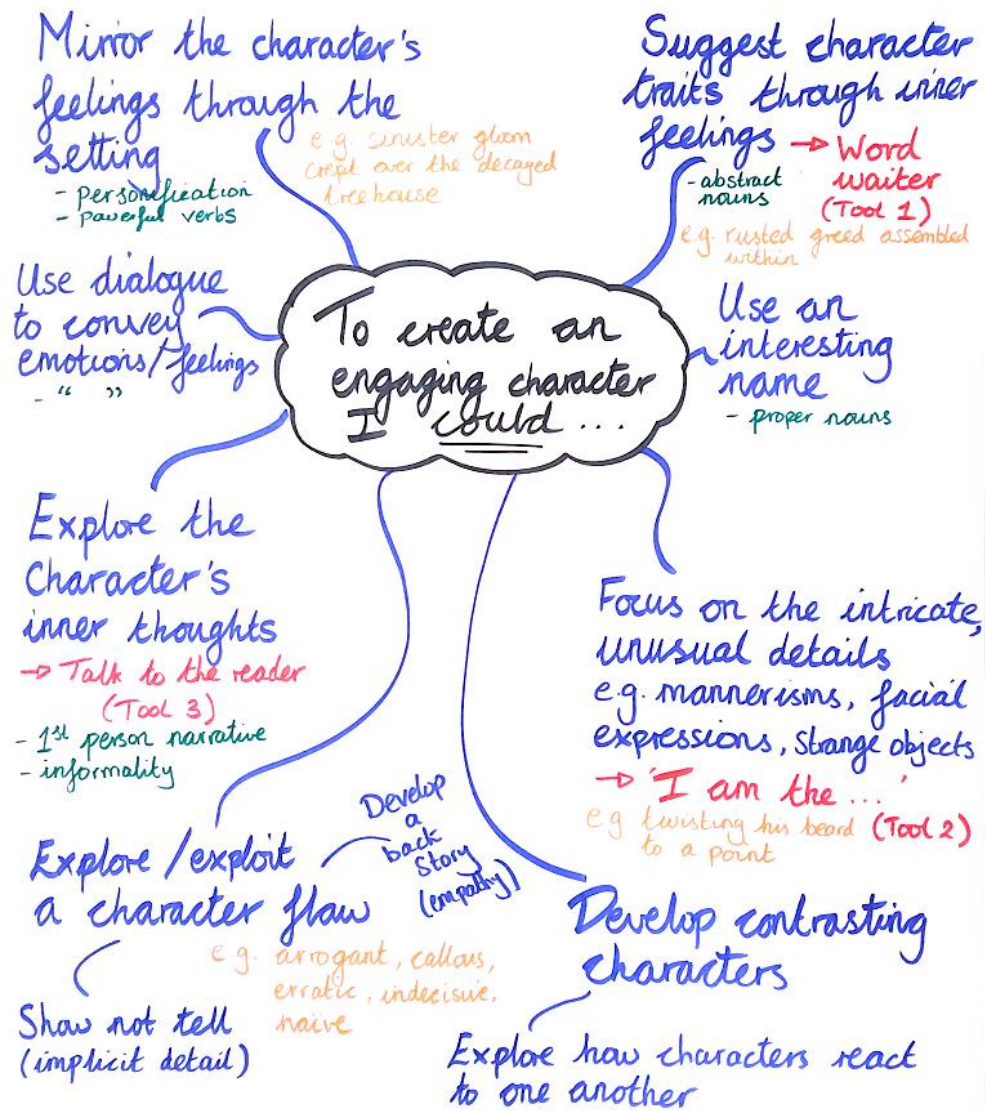 Mirror the character's
feelings through the
setting
- personification
- powerful verbs
e.g. sinister gloom
crept over the decayed
treehouse
Suggest character
traits through inner
feelings
→ Word
waiter
(Tool 1)
- abstract
nouns
e.g. rusted greed assembled
within
Use dialogue
to convey
emotions/feelings
- “ ”
To create an
engaging character
I could ...
Use an
interesting
name
- proper nouns
Explore the
Character's
inner thoughts
→ Talk to the reader
(Tool 3)
- 1st person narrative
- informality
Focus on the intricate,
unusual details
e.g. mannerisms, facial
expressions, strange objects
→ 'I am the ...'
(Tool 2)
e.g twisting his beard
to a point
Explore/exploit
a character flaw
Develop
a
back
story
(empathy)
e.g. arrogant, callous,
erratic, indecisive,
naive
Show not tell
(implicit detail)
Develop contrasting
characters
Explore how characters react
to one another